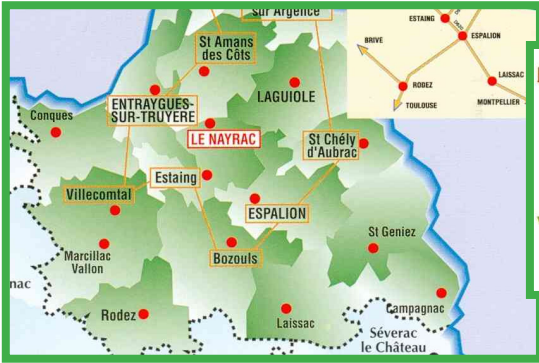 sur Argence
St Amans
des Côts
LAGUIOLE
ENTRAYGUES-
SUR-TRUYERE
Conques
LE NAYRAC
St Chély
d'Aubrac
Estaing
Villecomtal
ESPALION
St Geniez
Marcillac
Vallon
Bozouls
Rodez
Laissac
Campagnac
Séverac
le Château
nac
ESTAING
D920
ESPALION
BRIVE
LAISSAC
RODEZ
MONTPELLIER
TOULOUSE